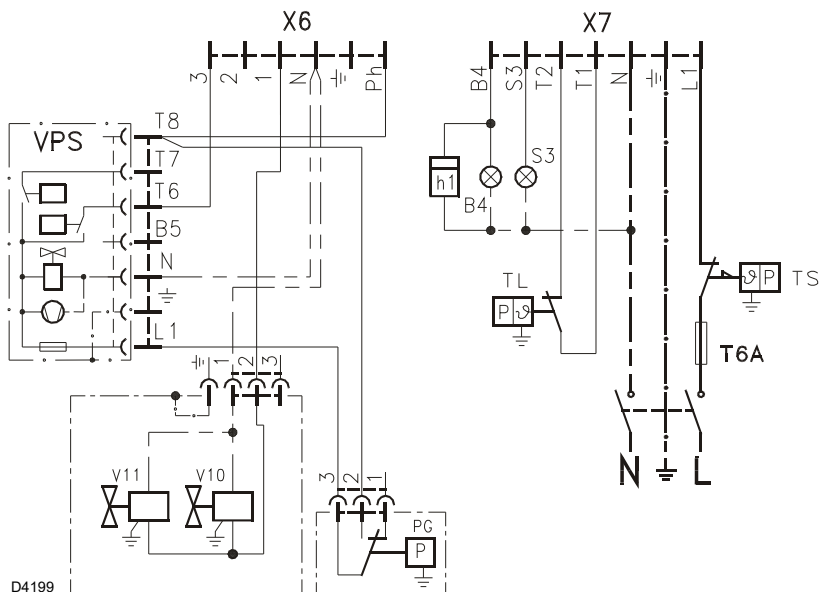 X6
X7
3
2
1
N
Ph
B4
S3
T2
T1
N
L1
VPS
T8
T7
T6
B5
N
L1
h1
B4
S3
TL
P ϑ
ϑ P
TS
T6A
N
L
1
2
3
V11
V10
3
2
1
PG
P
D4199